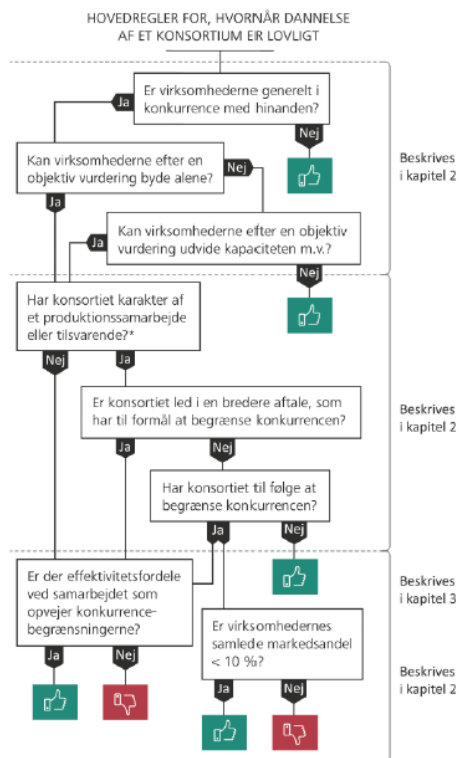 HOVEDREGLER FOR, HVORNÅR DANNELSE
AF ET KONSORTIUM ER LOVLIGT
Er virksomhederne generelt i
konkurrence med hinanden?
Ja
Nej
Kan virksomhederne efter en
objektiv vurdering byde alene?
Nej
Ja
Beskrives
i kapitel 2
Kan virksomhederne efter en objektiv
vurdering udvide kapaciteten m.v.?
Ja
Nej
Har konsortiet karakter af
et produktionssamarbejde
eller tilsvarende?*
Nej
Ja
Er konsortiet led i en bredere aftale, som
har til formål at begrænse konkurrencen?
Ja
Nej
Beskrives
i kapitel 2
Har konsortiet til følge at
begrænse konkurrencen?
Ja
Nej
Er der effektivitetsfordele
ved samarbejdet som
opvejer konkurrence-
begrænsningerne?
Ja
Nej
Beskrives
i kapitel 3
Er virksomhedernes
samlede markedsandel
< 10 %?
Ja
Nej
Beskrives
i kapitel 2